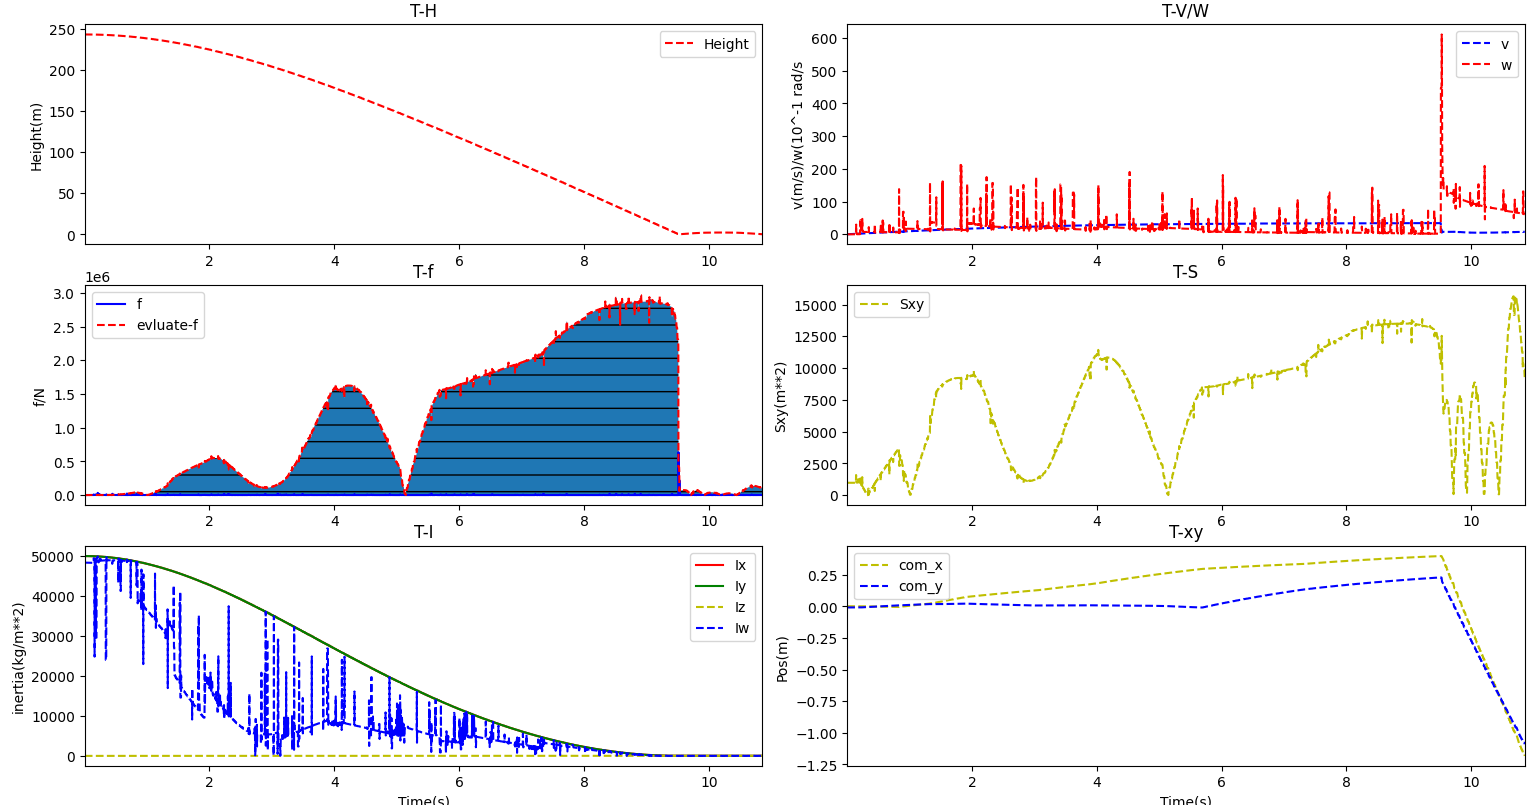 T-H
Height(m)
250
200
150
100
50
0
Height
2 4 6 8 10
T-V/W
v(m/s)/w(10^-1 rad/s
600
500
400
300
200
100
0
v
w
2 4 6 8 10
T-f
1e6
f/N
3.0
2.5
2.0
1.5
1.0
0.5
0.0
f
evluate-f
2 4 6 8 10
T-S
Sxy(m**2)
15000
12500
10000
7500
5000
2500
0
Sxy
2 4 6 8 10
T-I
inertia(kg/m**2)
50000
40000
30000
20000
10000
0
Ix
Iy
Iz
Iw
2 4 6 8 10
Time(s)
T-xy
Pos(m)
0.25
0.00
−0.25
−0.50
−0.75
−1.00
−1.25
com_x
com_y
2 4 6 8 10
Time(s)